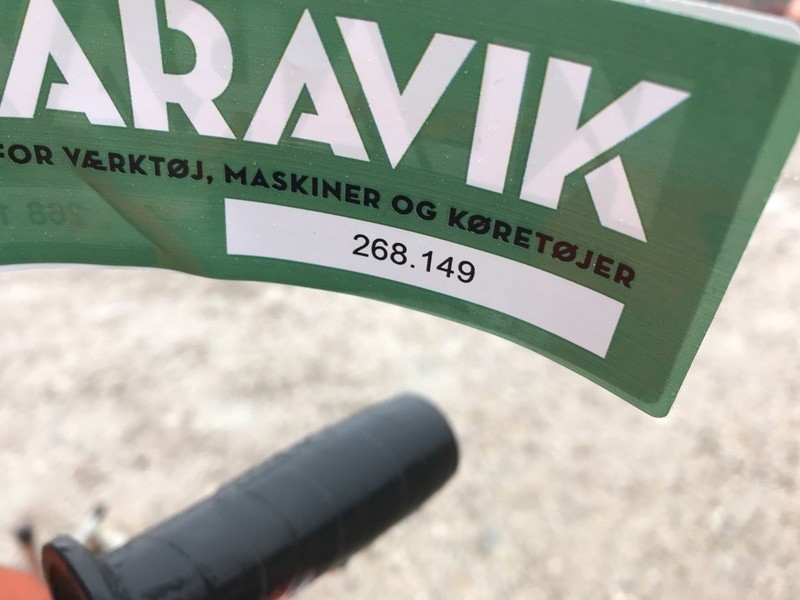 ARAVIK
FOR VÆRKTØJ, MASKINER OG KØRETØJER
268.149